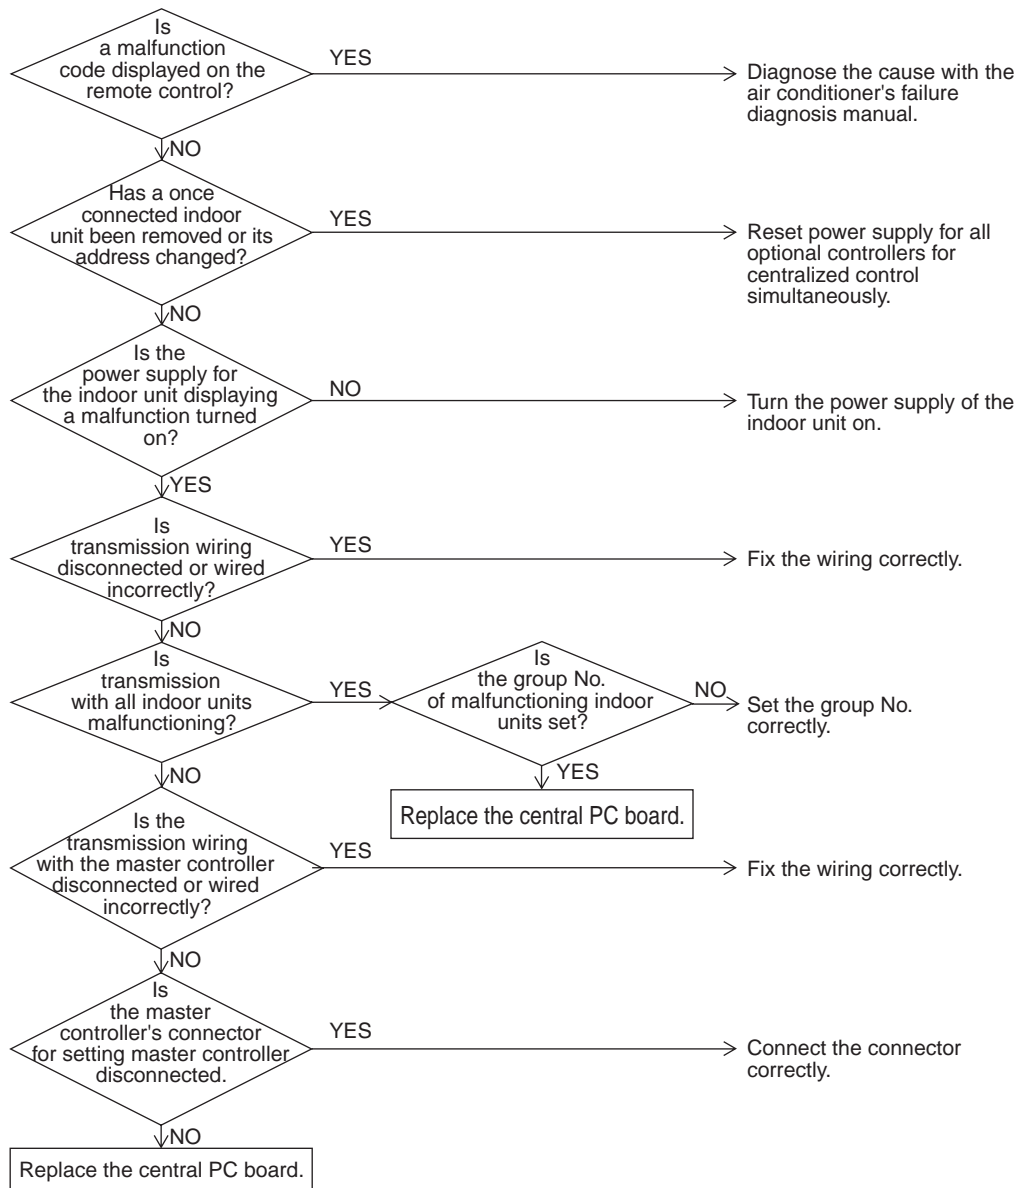 Is
a malfunction
code displayed on the
remote control?
YES
Diagnose the cause with the
air conditioner's failure
diagnosis manual.
NO
Has a once
connected indoor
unit been removed or its
address changed?
YES
Reset power supply for all
optional controllers for
centralized control
simultaneously.
NO
Is the
power supply for
the indoor unit displaying
a malfunction turned
on?
NO
Turn the power supply of the
indoor unit on.
YES
Is
transmission wiring
disconnected or wired
incorrectly?
YES
Fix the wiring correctly.
NO
Is
transmission
with all indoor units
malfunctioning?
YES
Is
the group No.
of malfunctioning indoor
units set?
NO
Set the group No.
correctly.
YES
Replace the central PC board.
NO
Is the
transmission wiring
with the master controller
disconnected or wired
incorrectly?
YES
Fix the wiring correctly.
NO
Is
the master
controller's connector
for setting master controller
disconnected.
YES
Connect the connector
correctly.
NO
Replace the central PC board.